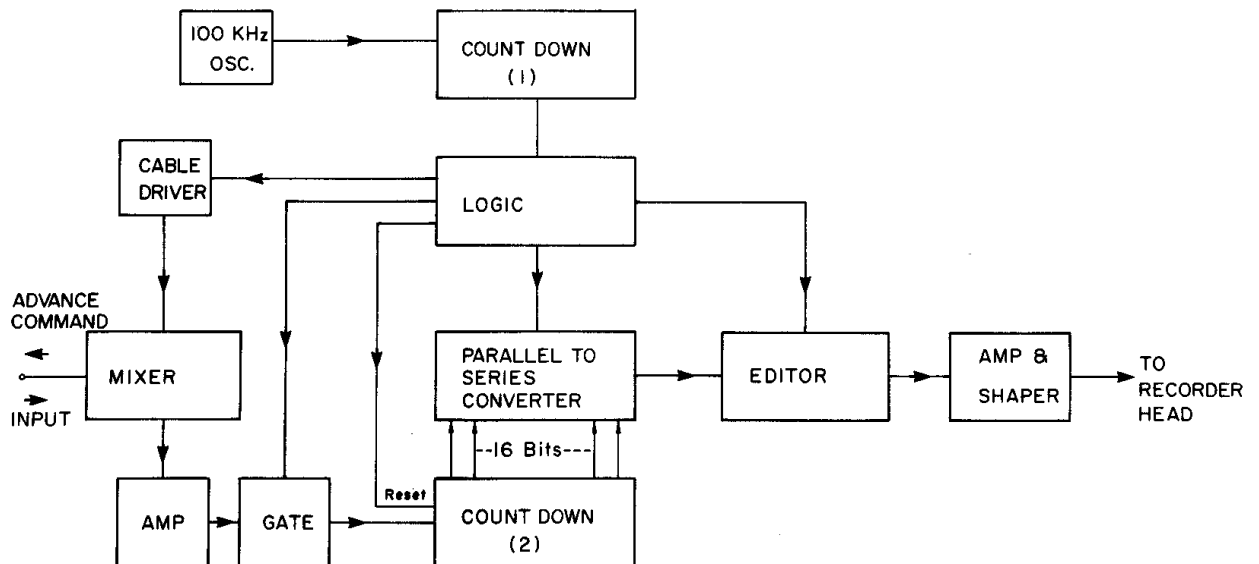 100 KHz
OSC.
COUNT DOWN
(1)
CABLE
DRIVER
LOGIC
ADVANCE
COMMAND
INPUT
MIXER
PARALLEL TO
SERIES
CONVERTER
EDITOR
AMP &
SHAPER
TO
RECORDER
HEAD
--16 Bits---
AMP
GATE
Reset
COUNT DOWN
(2)